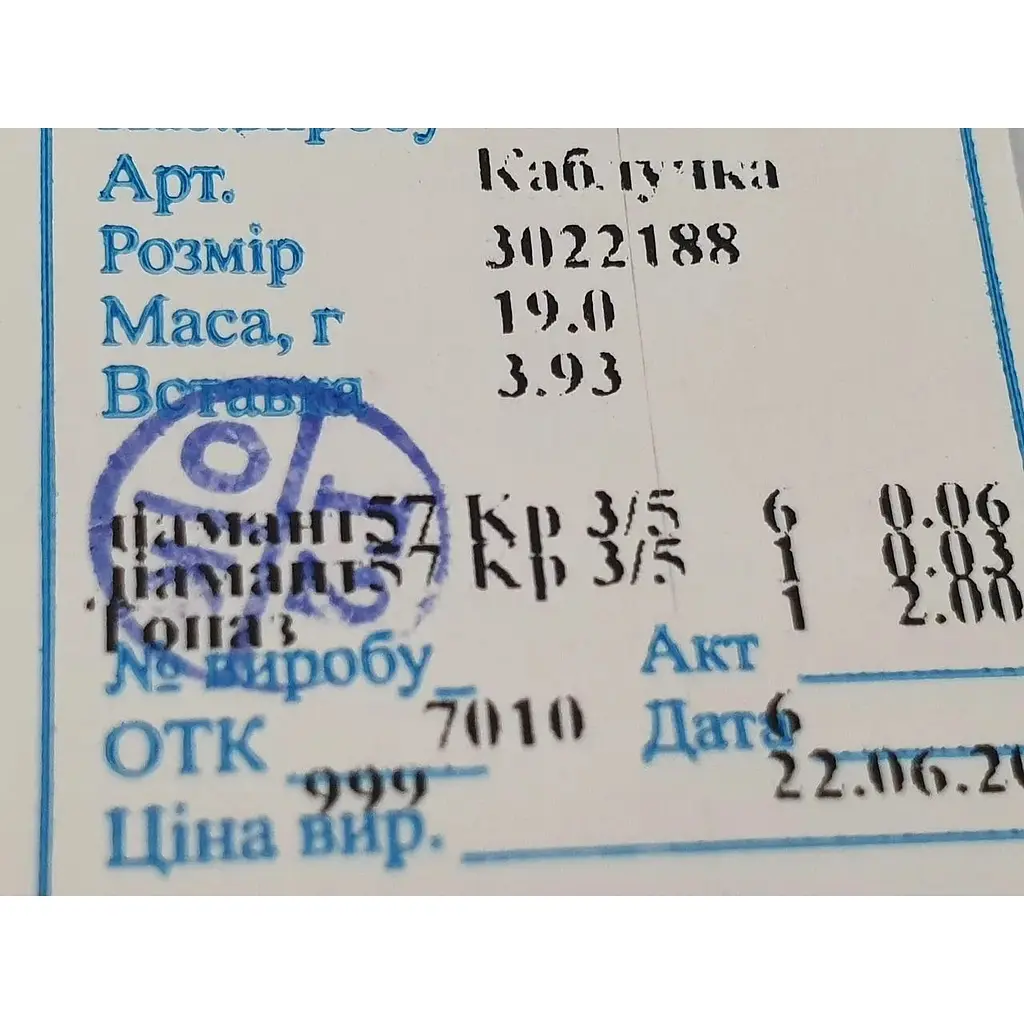 Арт. Каблучка
Розмір 3022188
Маса, г 19.0
Вставка 3.93
діамант57 Кр 3/5 6 0.06
діамант57 Кр 3/5 1 0.03
Топаз 1 2.00
№ виробу Акт
7010 6
ОТК Дата
999 22.06.20
Ціна вир.